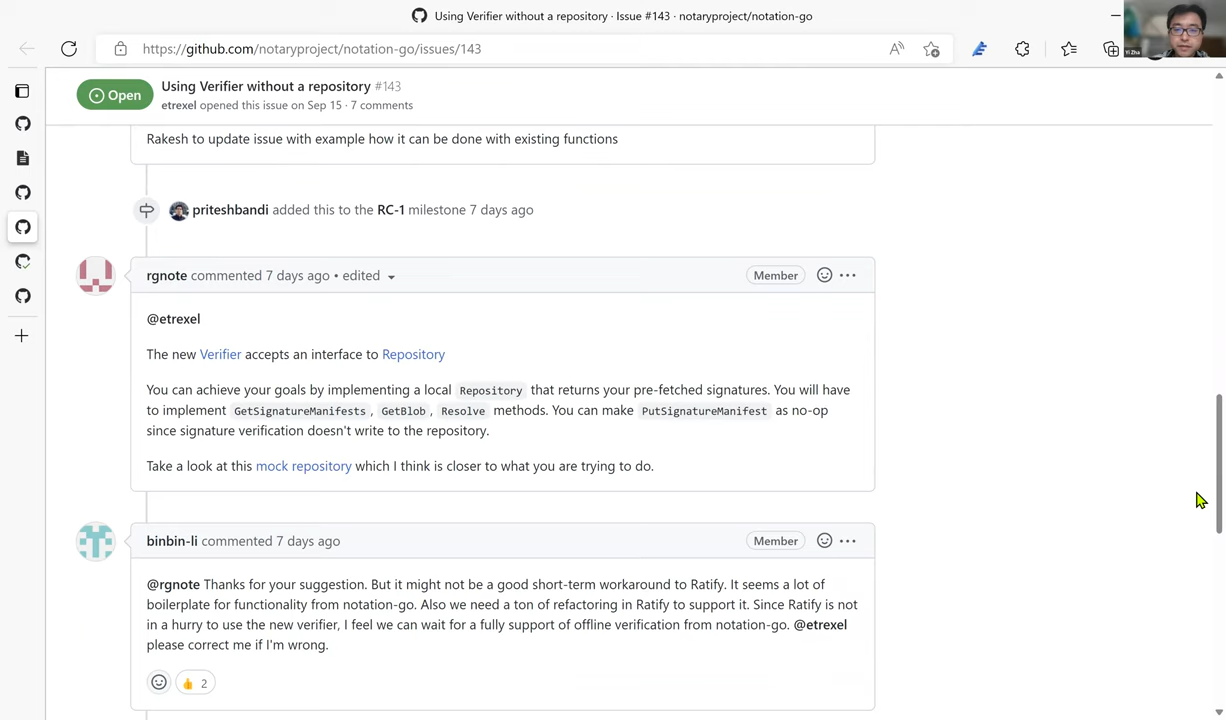 Using Verifier without a repository · Issue #143 · notaryproject/notation-go
https://github.com/notaryproject/notation-go/issues/143
Yi Zha
Open
Using Verifier without a repository #143
etrexel opened this issue on Sep 15 · 7 comments
Rakesh to update issue with example how it can be done with existing functions
priteshbandi added this to the RC-1 milestone 7 days ago
rgnote commented 7 days ago • edited
Member
@etrexel
The new Verifier accepts an interface to Repository
You can achieve your goals by implementing a local Repository that returns your pre-fetched signatures. You will have
to implement GetSignatureManifests, GetBlob, Resolve methods. You can make PutSignatureManifest as no-op
since signature verification doesn't write to the repository.
Take a look at this mock repository which I think is closer to what you are trying to do.
binbin-li commented 7 days ago
Member
@rgnote Thanks for your suggestion. But it might not be a good short-term workaround to Ratify. It seems a lot of
boilerplate for functionality from notation-go. Also we need a ton of refactoring in Ratify to support it. Since Ratify is not
in a hurry to use the new verifier, I feel we can wait for a fully support of offline verification from notation-go. @etrexel
please correct me if I'm wrong.
👍 2